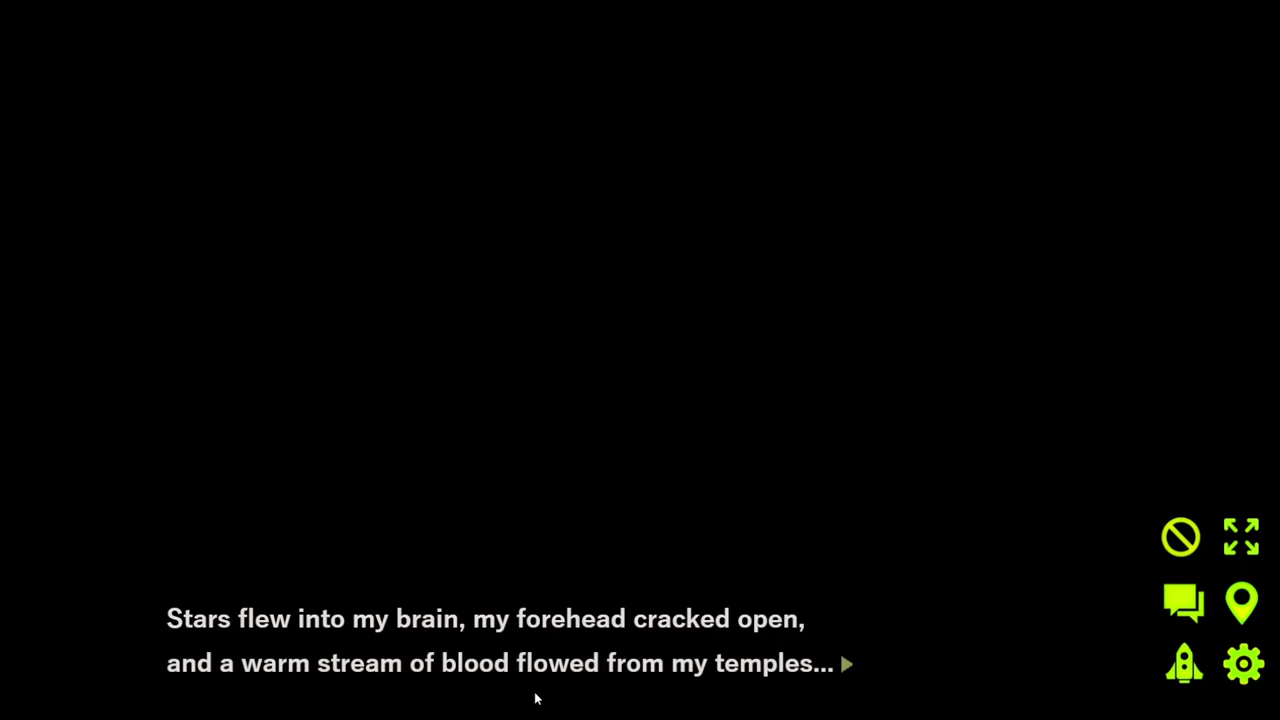 Stars flew into my brain, my forehead cracked open,
and a warm stream of blood flowed from my temples...